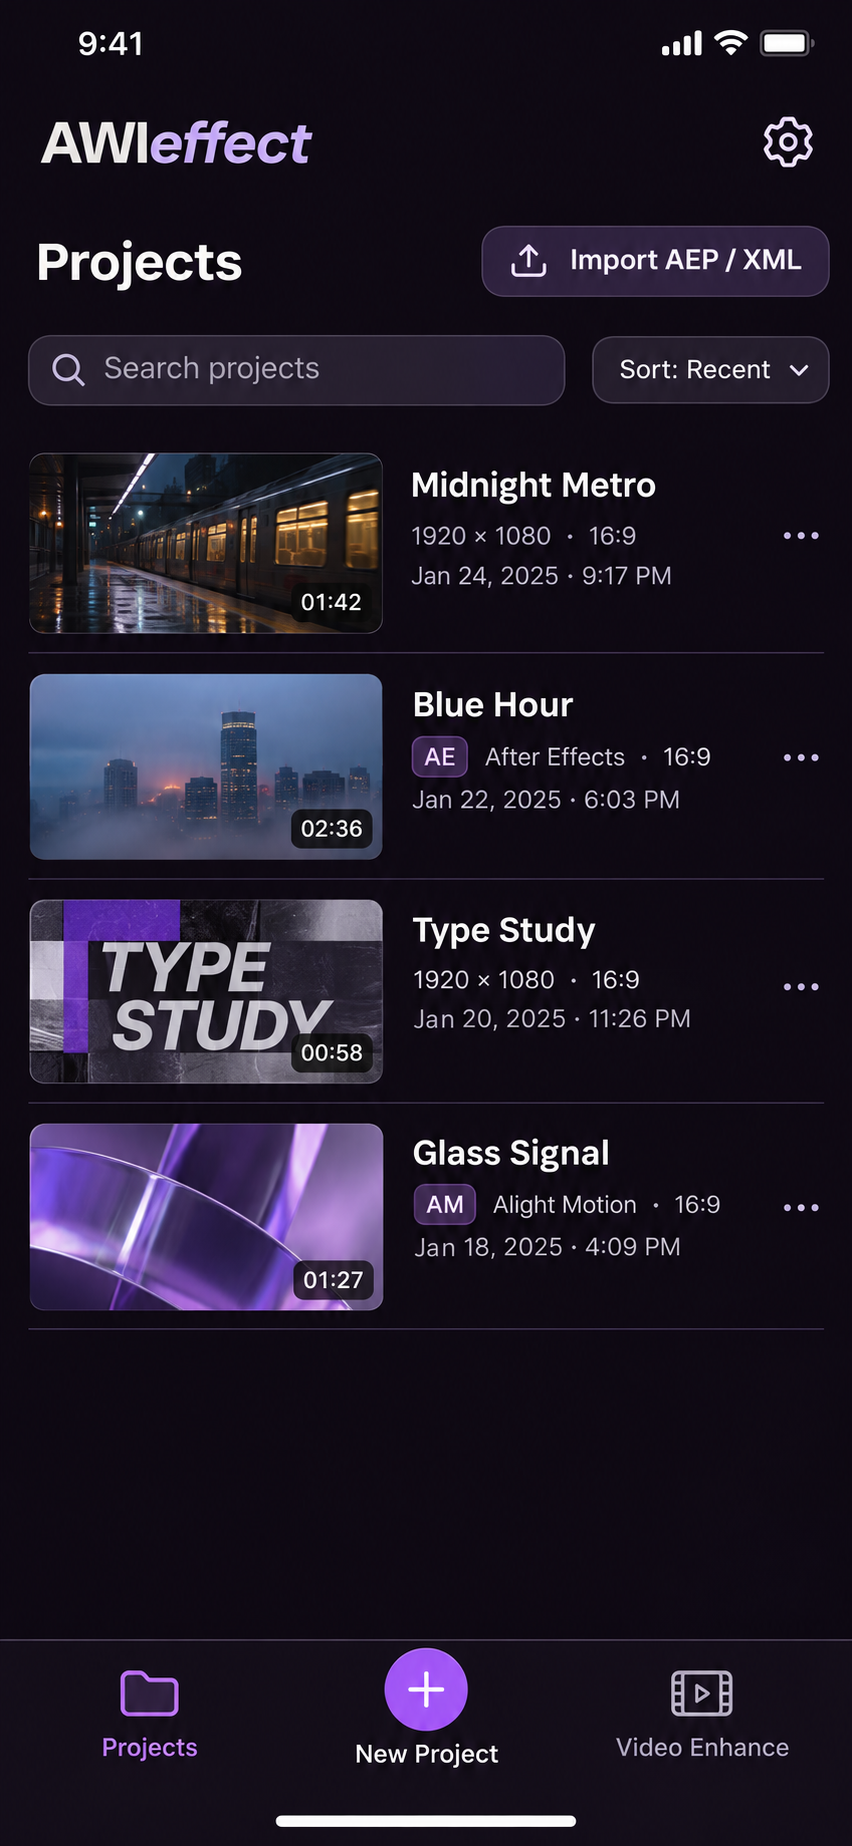 9:41
AWIeffect
Projects
Import AEP / XML
Search projects
Sort: Recent
01:42
Midnight Metro
1920 × 1080 • 16:9
Jan 24, 2025 • 9:17 PM
02:36
Blue Hour
AE After Effects • 16:9
Jan 22, 2025 • 6:03 PM
TYPE
STUDY
00:58
Type Study
1920 × 1080 • 16:9
Jan 20, 2025 • 11:26 PM
01:27
Glass Signal
AM Alight Motion • 16:9
Jan 18, 2025 • 4:09 PM
Projects
New Project
Video Enhance